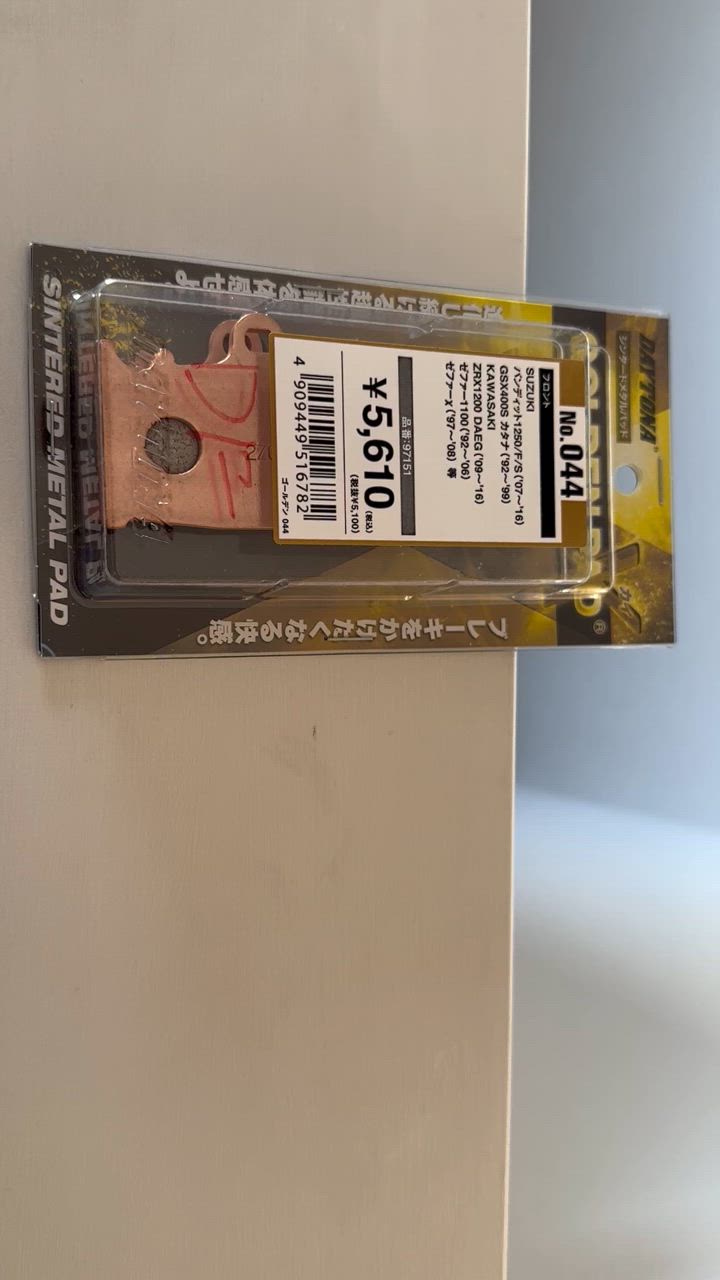 DAYTONA®
シンタードメタルパッド
No.044
フロント
SUZUKI
バンディット1250/F/S ('07〜'16)
GSX400S カタナ ('92〜'99)
KAWASAKI
ZRX1200 DAEG ('09〜'16)
ゼファー1100 ('92〜'06)
ゼファーχ ('97〜'08) 等
品番:97151
¥5,610 (税込)
(税抜¥5,100)
4 909449 516782
ゴールデン 044
ブレーキをかけたくなる快感。
SINTERED METAL PAD